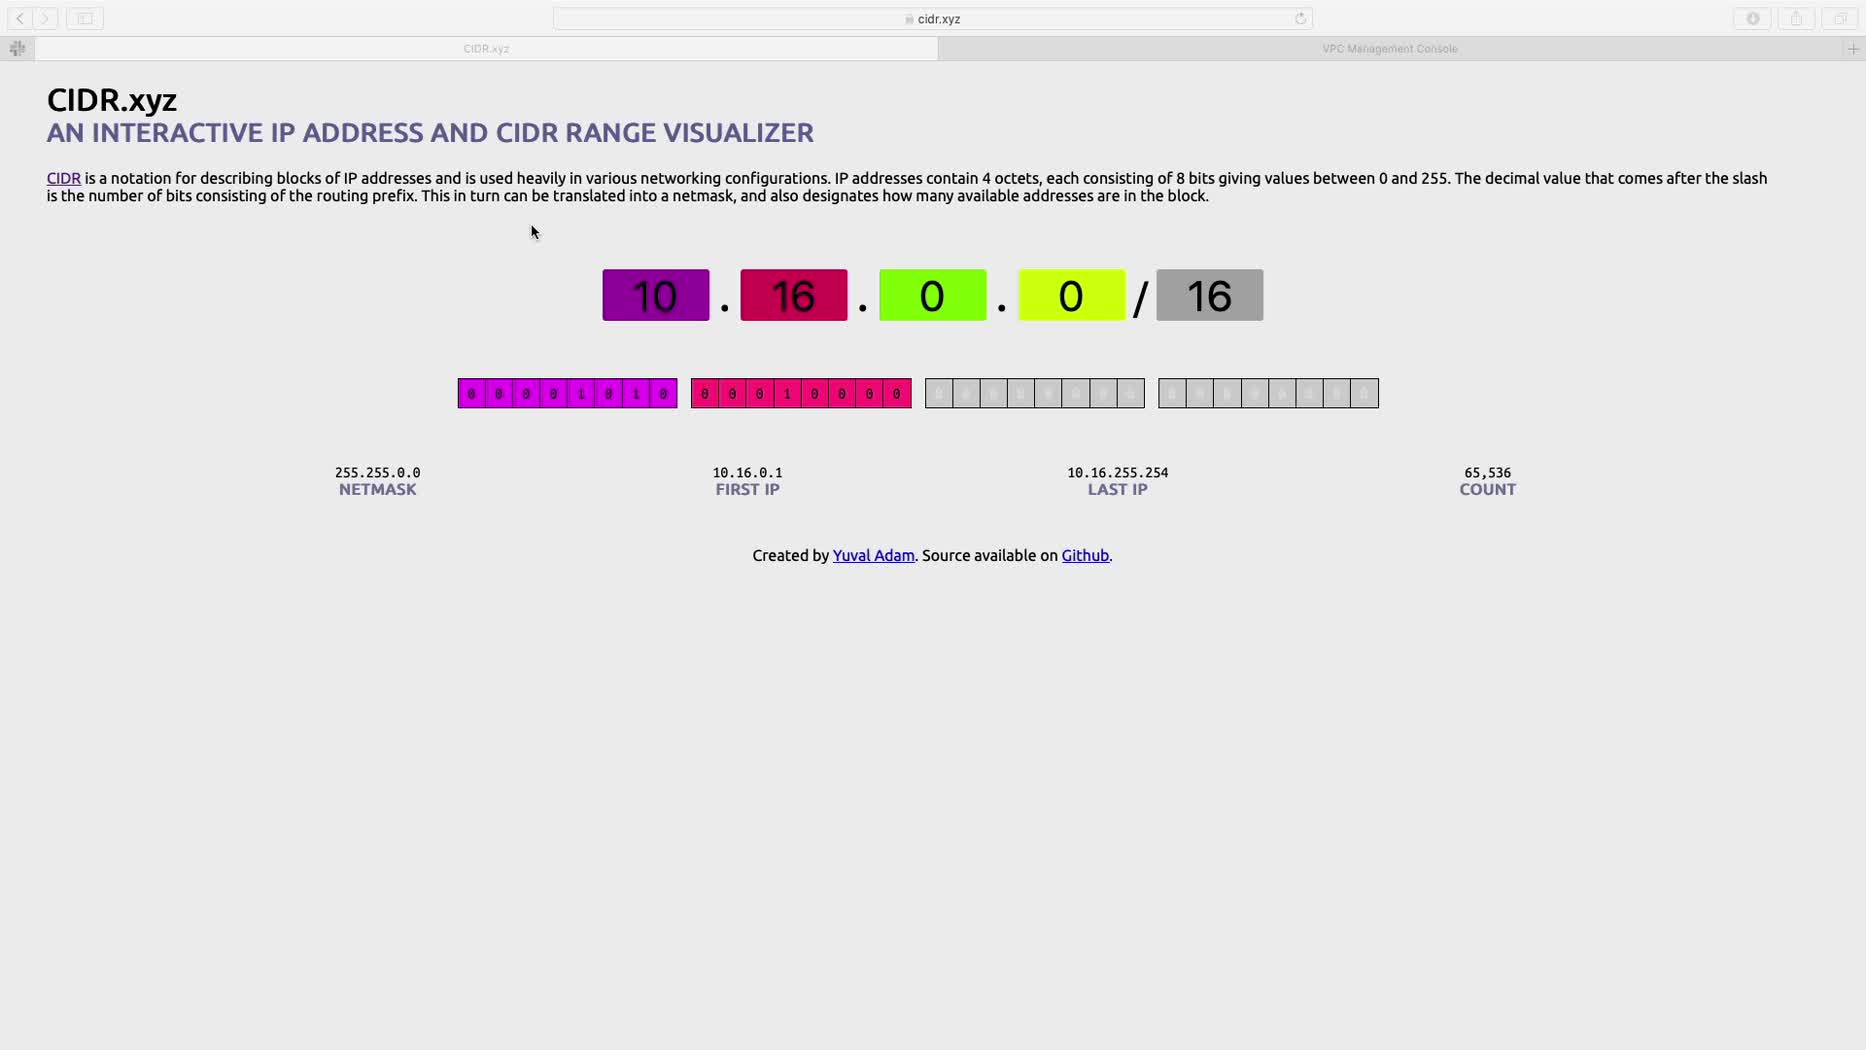 cidr.xyz
CIDR.xyz
VPC Management Console
CIDR.xyz
AN INTERACTIVE IP ADDRESS AND CIDR RANGE VISUALIZER
CIDR is a notation for describing blocks of IP addresses and is used heavily in various networking configurations. IP addresses contain 4 octets, each consisting of 8 bits giving values between 0 and 255. The decimal value that comes after the slash
is the number of bits consisting of the routing prefix. This in turn can be translated into a netmask, and also designates how many available addresses are in the block.
10 . 16 . 0 . 0 / 16
0 0 0 0 1 0 1 0 0 0 0 1 0 0 0 0
255.255.0.0 10.16.0.1 10.16.255.254 65,536
NETMASK FIRST IP LAST IP COUNT
Created by Yuval Adam. Source available on Github.